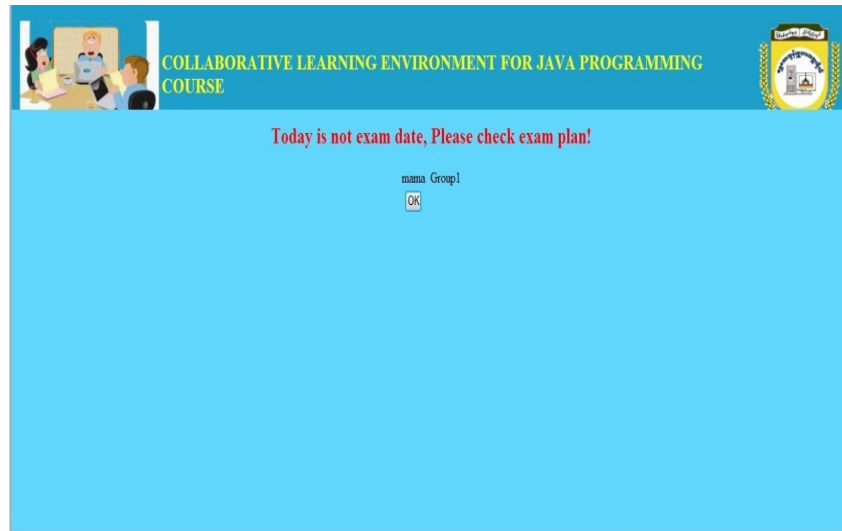 COLLABORATIVE LEARNING ENVIRONMENT FOR JAVA PROGRAMMING
COURSE
Today is not exam date, Please check exam plan!
mama Group1
OK